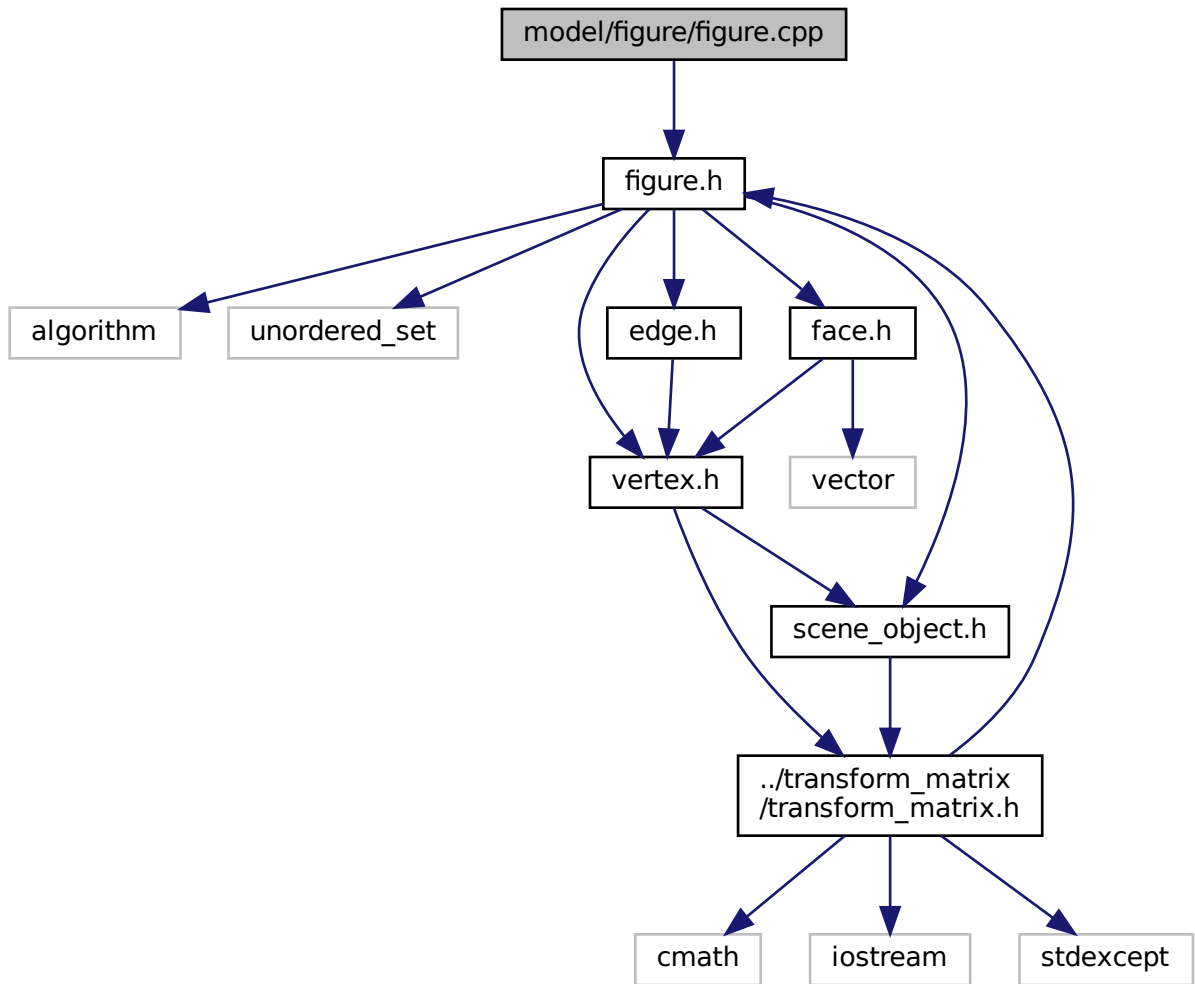 model/figure/figure.cpp
figure.h
algorithm
unordered_set
edge.h
face.h
vertex.h
vector
scene_object.h
../transform_matrix
/transform_matrix.h
cmath
iostream
stdexcept